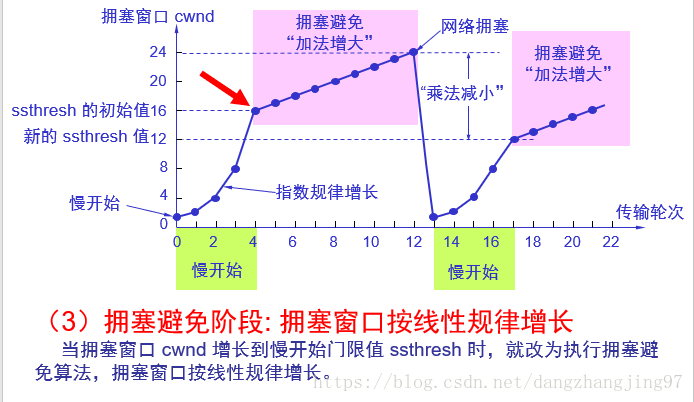 拥塞窗口 cwnd
拥塞避免
“加法增大”
网络拥塞
拥塞避免
“加法增大”
24
20
“乘法减小”
ssthresh 的初始值
16
新的 ssthresh 值
12
8
指数规律增长
4
慢开始
传输轮次
0
0 2 4 6 8 10 12 14 16 18 20 22
慢开始
慢开始
（3）拥塞避免阶段: 拥塞窗口按线性规律增长
当拥塞窗口 cwnd 增长到慢开始门限值 ssthresh 时，就改为执行拥塞避
免算法，拥塞窗口按线性规律增长。
https://blog.csdn.net/dangzhangjing97